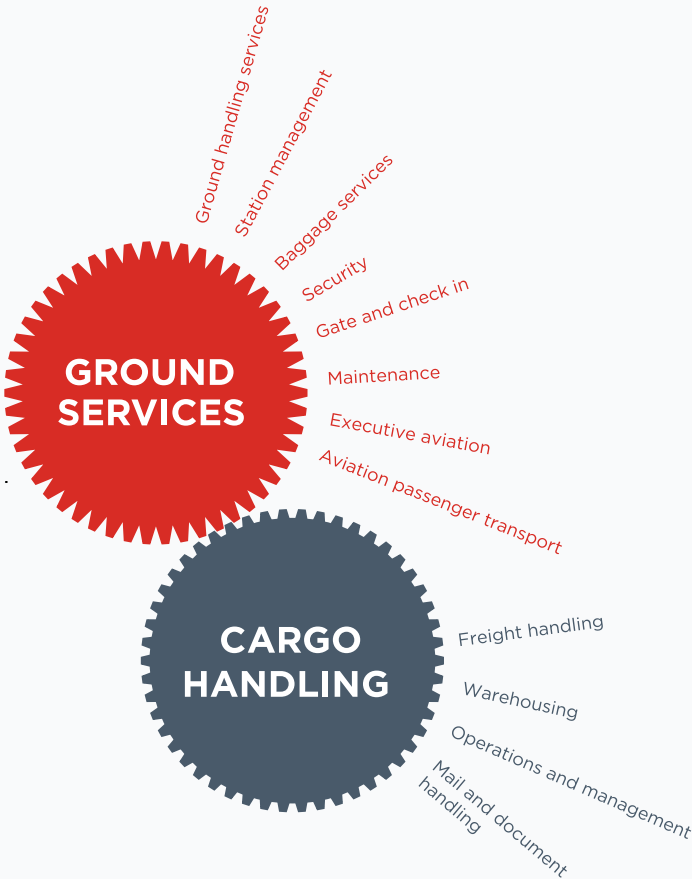 Ground handling services
Station management
Baggage services
Security
Gate and check in
Maintenance
Executive aviation
Aviation passenger transport
GROUND
SERVICES
.
CARGO
HANDLING
Freight handling
Warehousing
Operations and management
Mail and document
handling